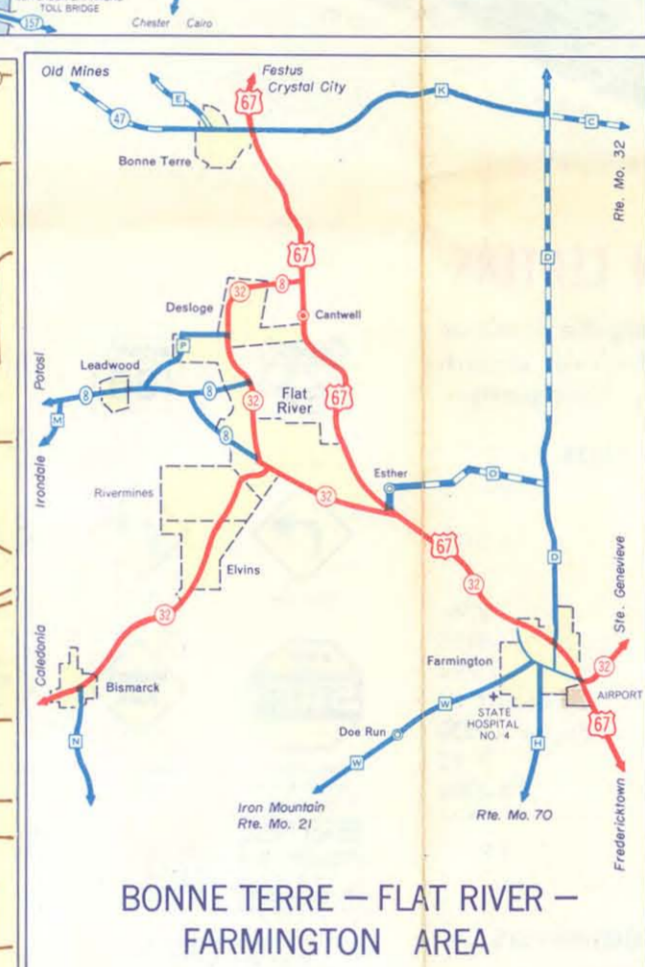 TOLL BRIDGE
157
Chester Cairo
Old Mines
Festus
Crystal City
E
67
K
47
C
Bonne Terre
Rte. Mo. 32
67
D
32
8
Desloge
Cantwell
P
Leadwood
Potosi
8
8
32
Flat
River
67
M
8
Irondale
Esther
O
Rivermines
32
67
D
Elvins
32
32
Ste. Genevieve
Caledonia
Farmington
32
Bismarck
AIRPORT
W
STATE
HOSPITAL
NO. 4
67
Doe Run
N
H
W
Iron Mountain
Rte. Mo. 21
Rte. Mo. 70
Fredericktown
BONNE TERRE — FLAT RIVER —
FARMINGTON AREA